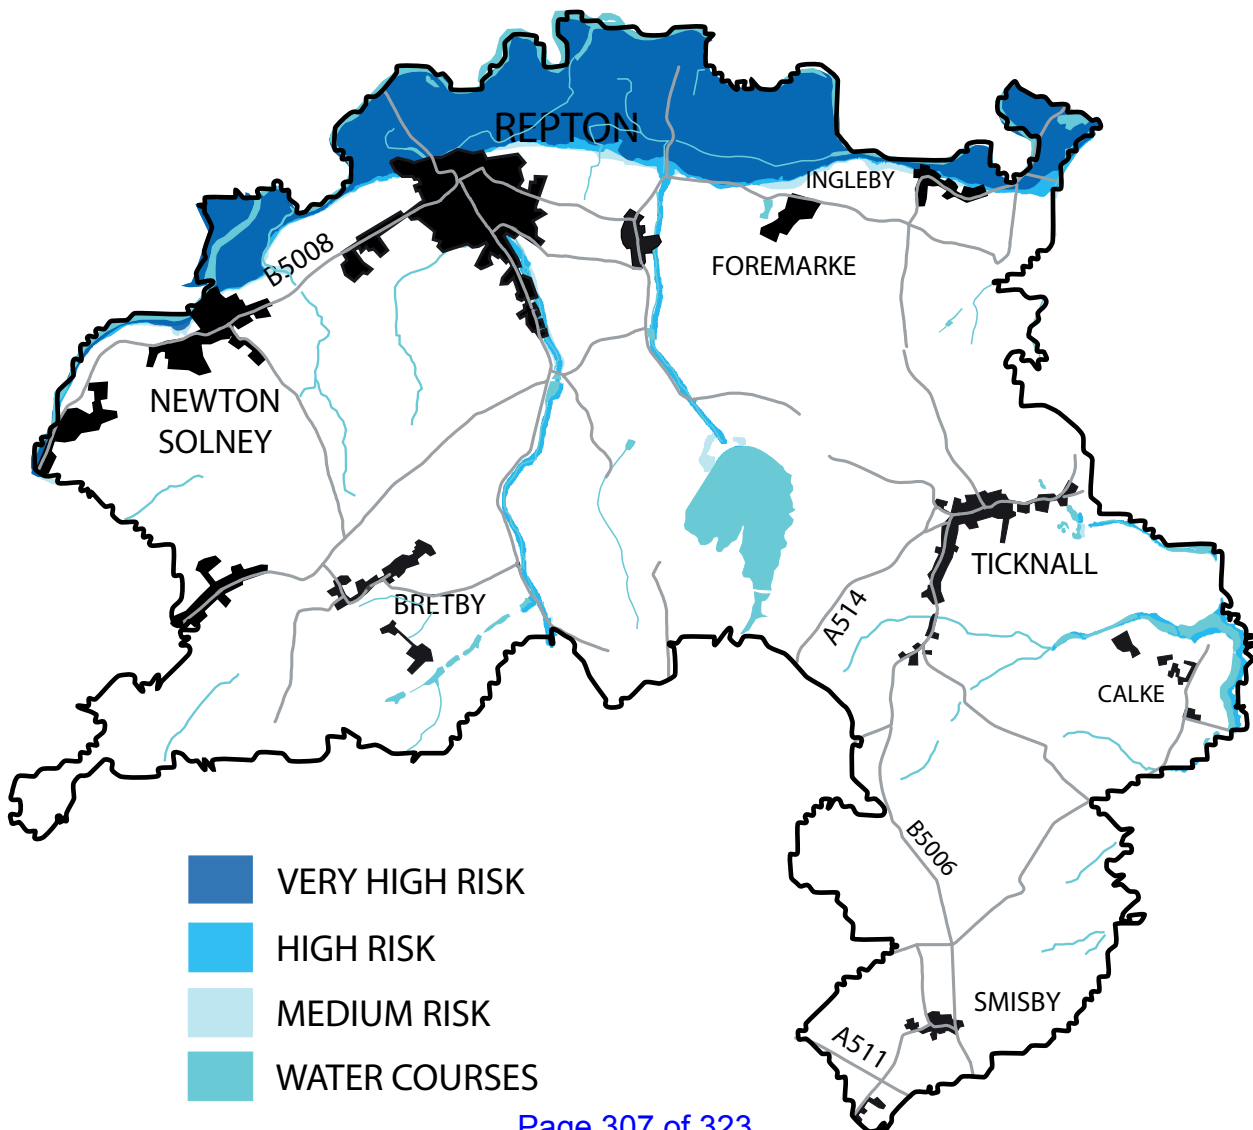 REPTON
INGLEBY
B5008
FOREMARKE
NEWTON
SOLNEY
TICKNALL
BRETBY
A514
CALKE
B5006
VERY HIGH RISK
HIGH RISK
MEDIUM RISK
WATER COURSES
SMISBY
A511
Page 307 of 323